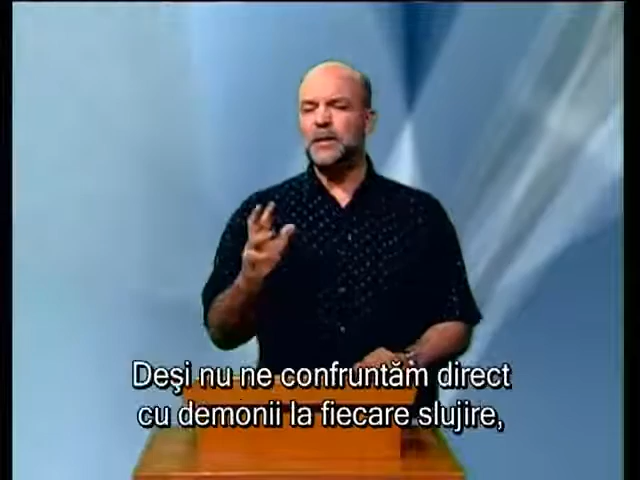 Deşi nu ne confruntăm direct
cu demonii la fiecare slujire,